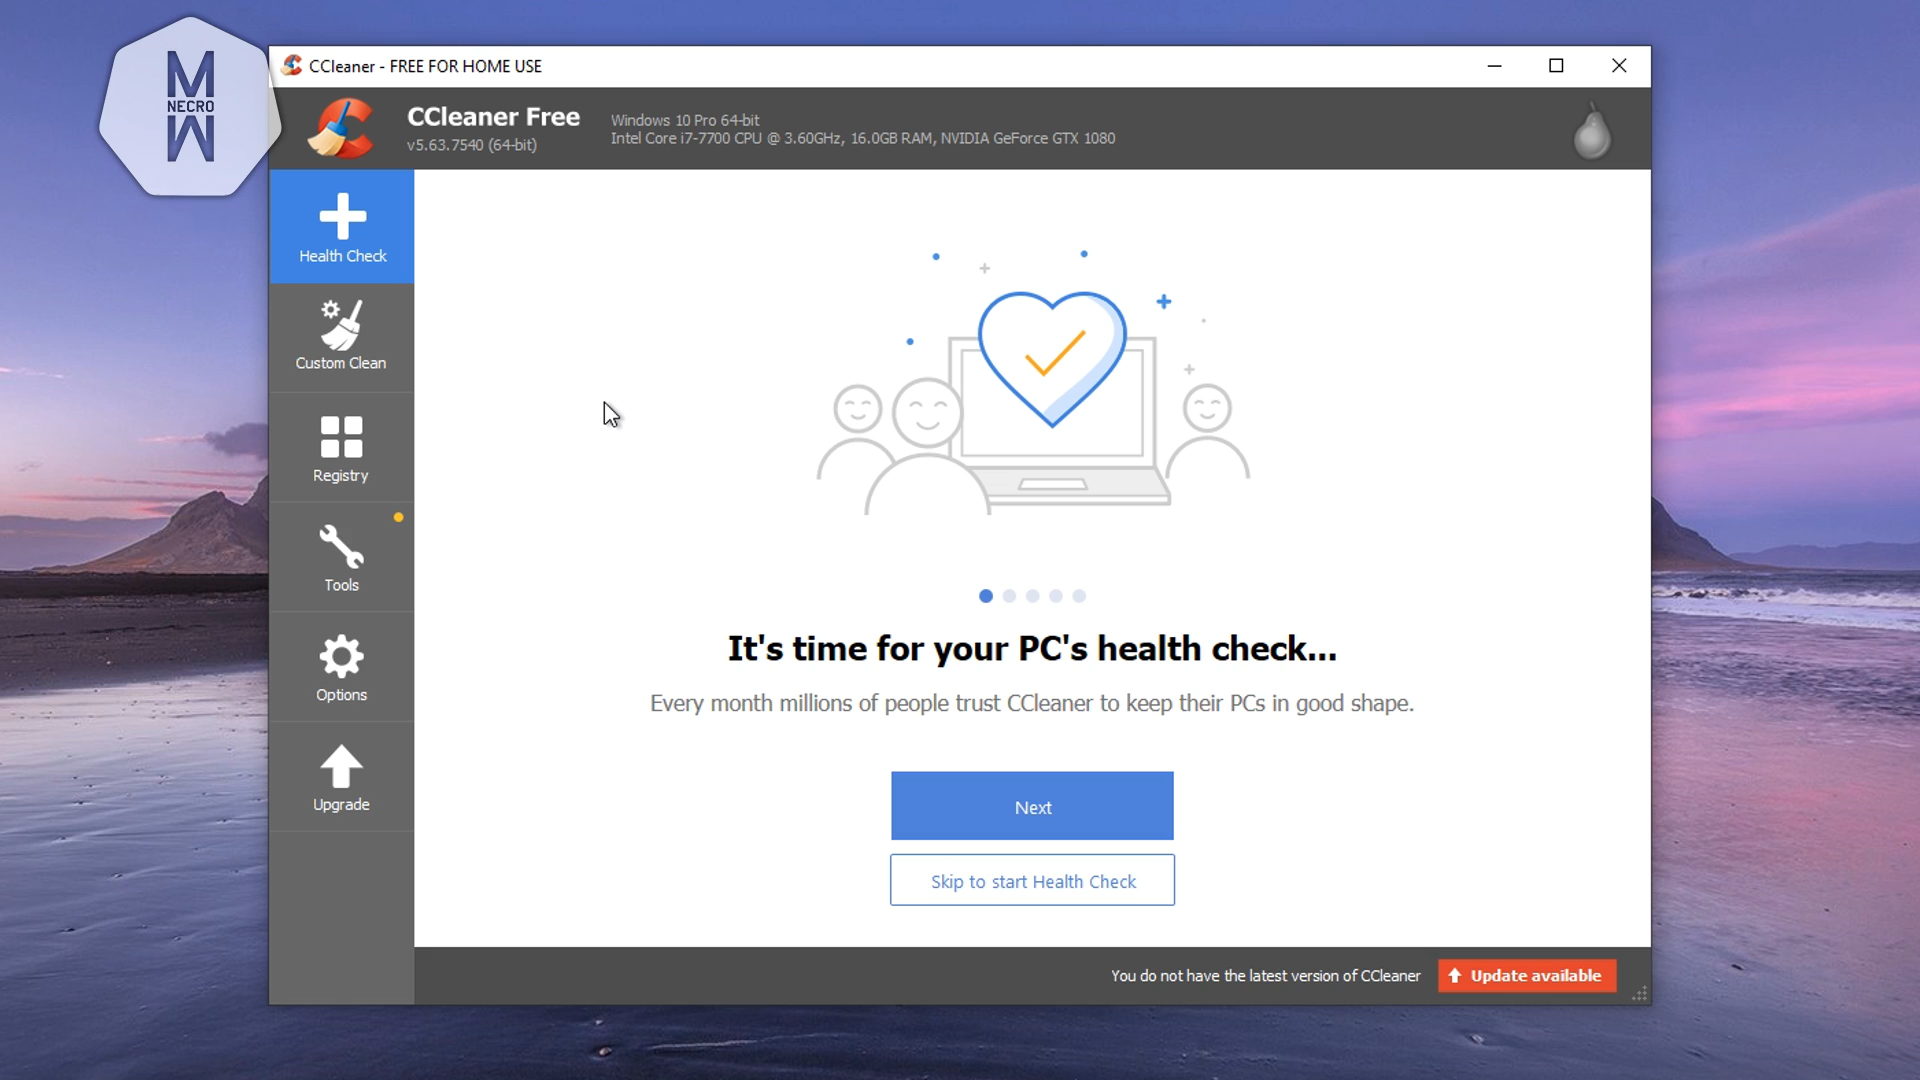 M
NECRO
M
CCleaner - FREE FOR HOME USE
CCleaner Free
v5.63.7540 (64-bit)
Windows 10 Pro 64-bit
Intel Core i7-7700 CPU @ 3.60GHz, 16.0GB RAM, NVIDIA GeForce GTX 1080
Health Check
Custom Clean
Registry
Tools
Options
Upgrade
It's time for your PC's health check...
Every month millions of people trust CCleaner to keep their PCs in good shape.
Next
Skip to start Health Check
You do not have the latest version of CCleaner
Update available